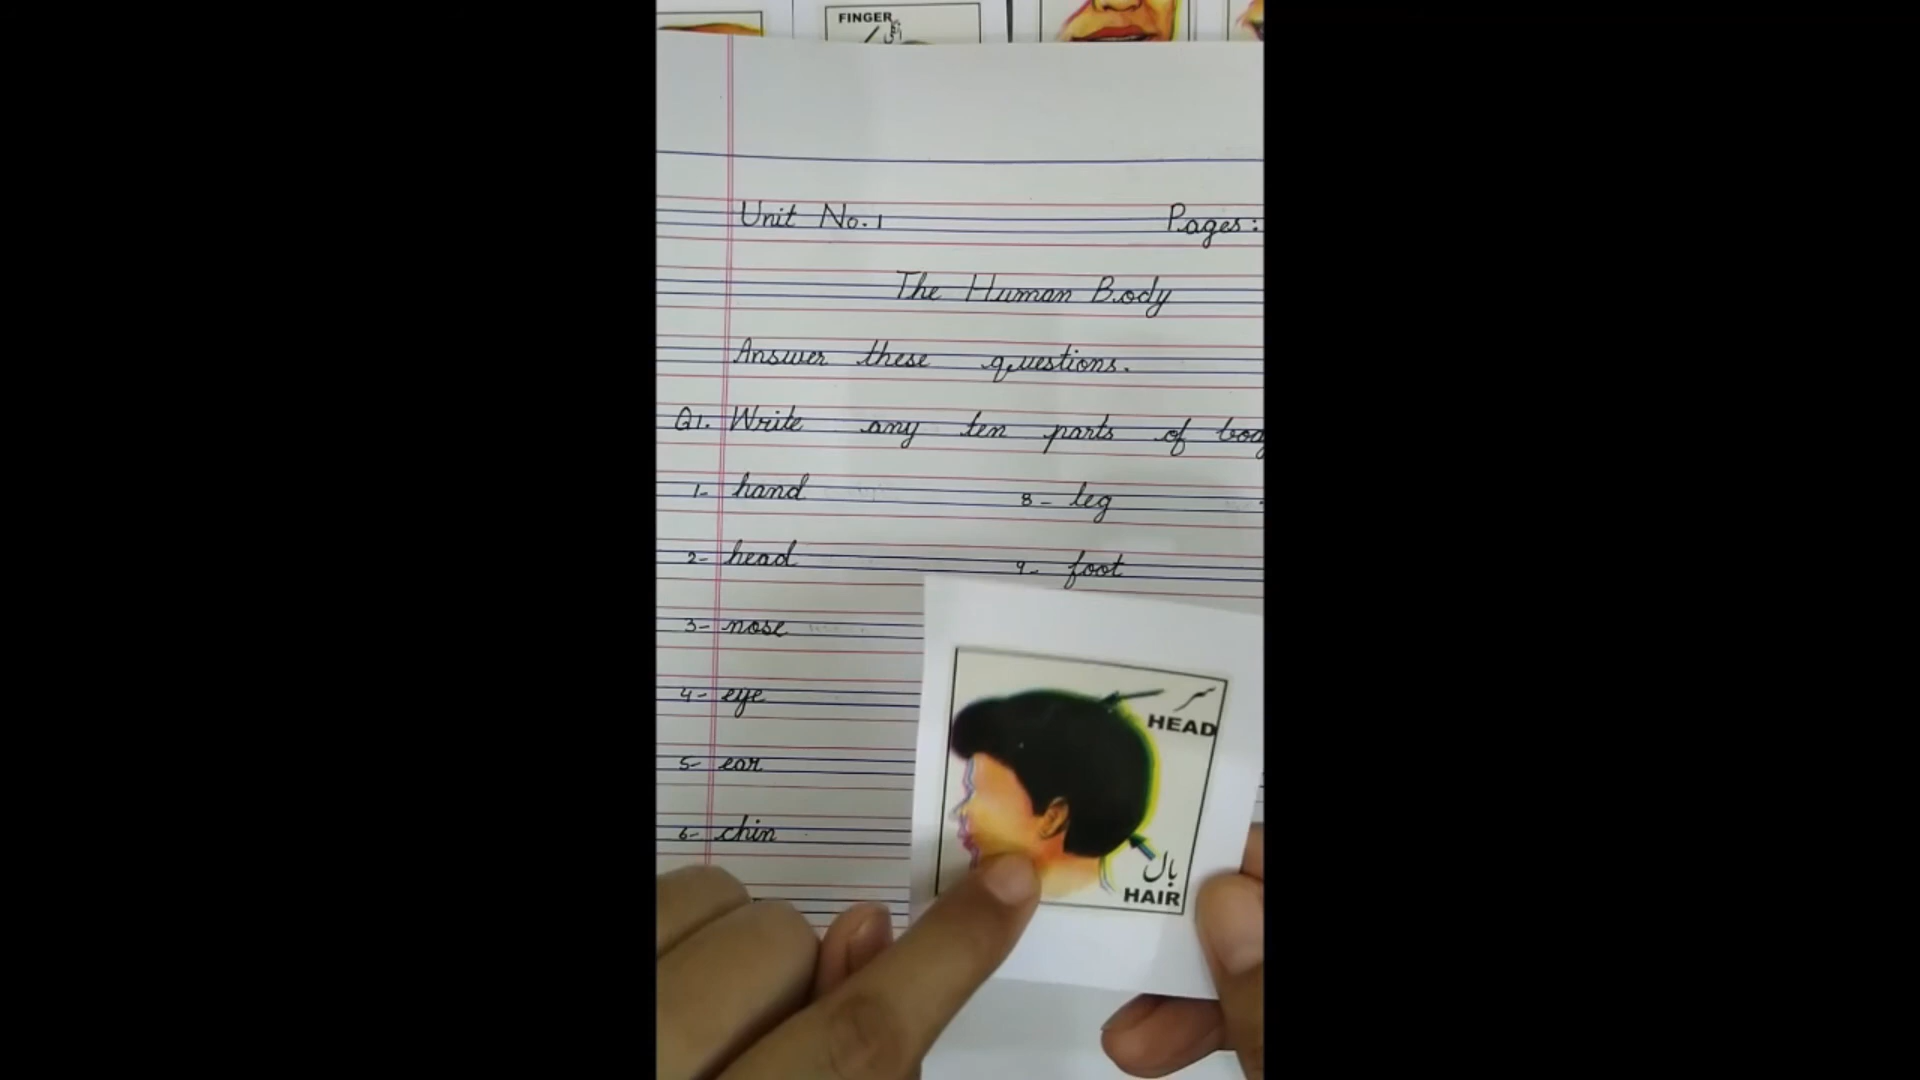 FINGER
انگلی
Unit No. 1 Pages:
The Human Body
Answer these questions.
Q1. Write any ten parts of
1- hand 8- leg
2- head 9- foot
3- nose
4- eye
5- ear
6- chin
سر
HEAD
بال
HAIR